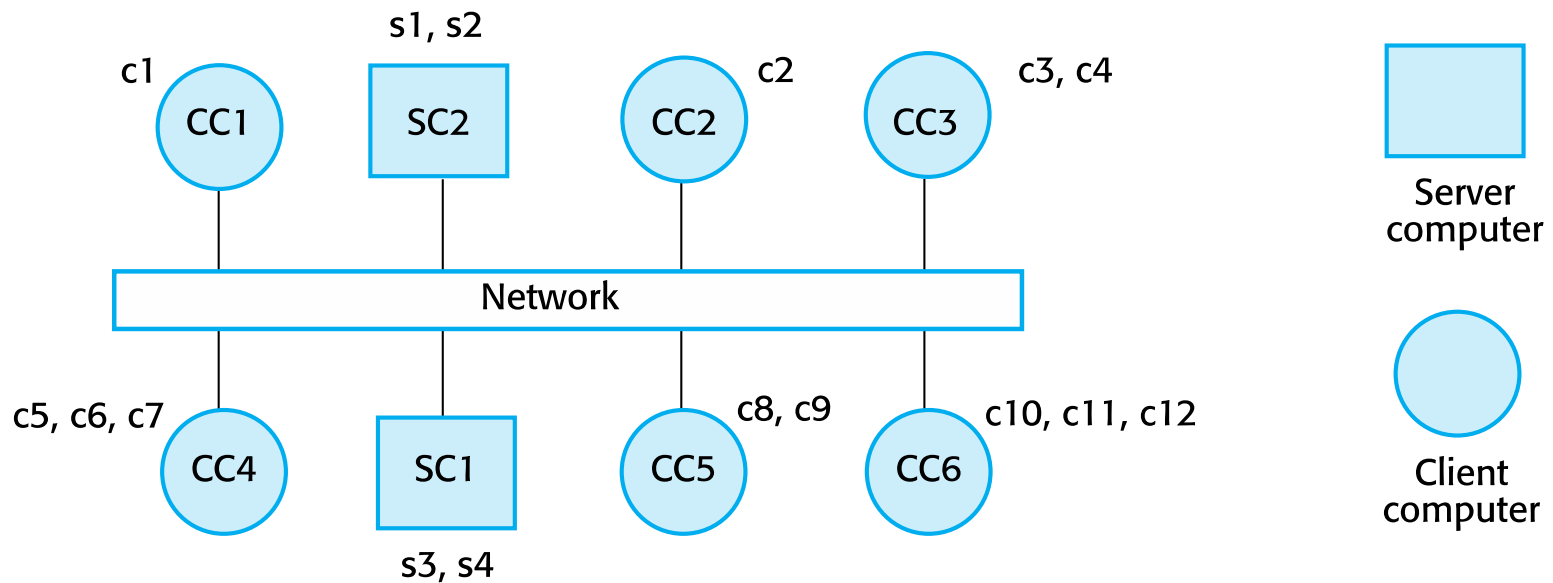 s1, s2
c1
CC1
SC2
c2
CC2
c3, c4
CC3
Network
c5, c6, c7
CC4
SC1
s3, s4
c8, c9
CC5
c10, c11, c12
CC6
Server
computer
Client
computer